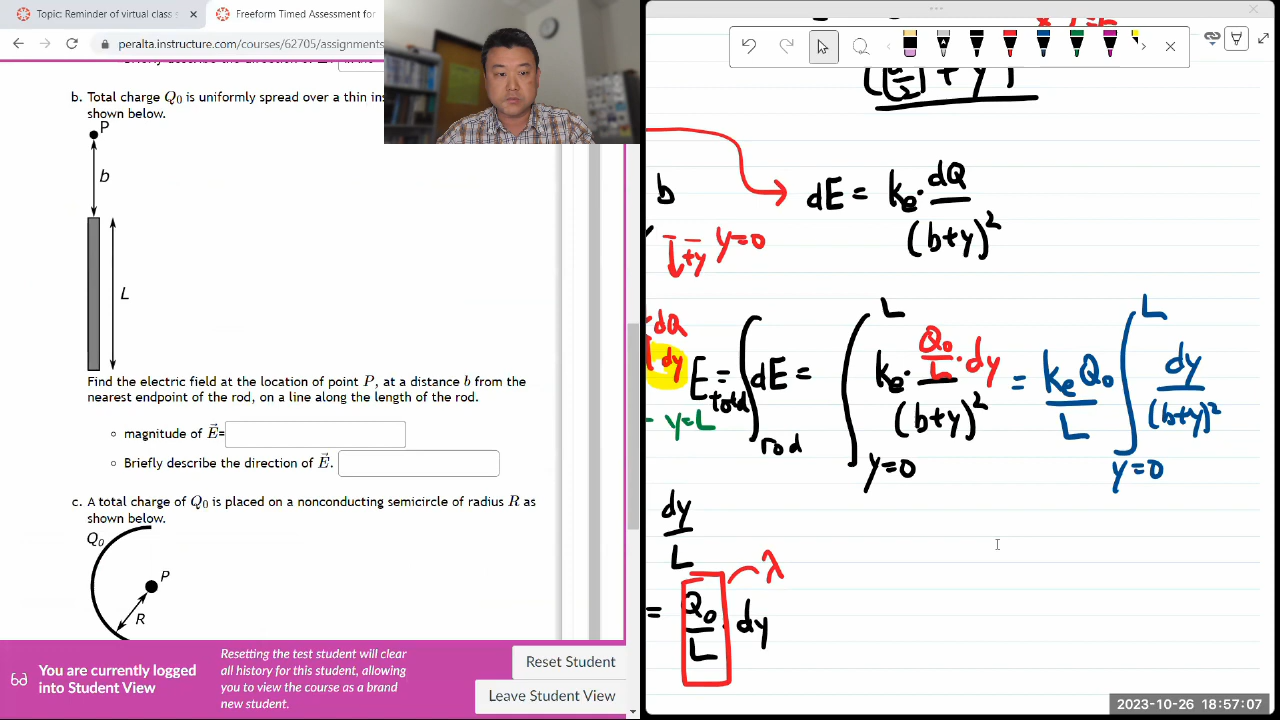 Topic: Reminder of virtual class s
Freeform Timed Assessment for
peralta.instructure.com/course/62705/assignments
b. Total charge Q₀ is uniformly spread over a thin ins
shown below.
P
b
L
Find the electric field at the location of point P, at a distance b from the
nearest endpoint of the rod, on a line along the length of the rod.
magnitude of E⃗=
Briefly describe the direction of E⃗.
c. A total charge of Q₀ is placed on a nonconducting semicircle of radius R as
shown below.
Q₀
P
R
You are currently logged
into Student View
Resetting the test student will clear
all history for this student, allowing
you to view the course as a brand
new student.
Reset Student
Leave Student View
b
dE = kₑ · dQ / (b+y)²
+y y=0
dQ
dy
y=L
E total = ∫ rod dE = ∫ y=0 L kₑ · Q₀/L · dy / (b+y)² = kₑ Q₀ / L ∫ y=0 L dy / (b+y)²
dy / L
= Q₀ / L · dy
λ
2023-10-26 18:57:07